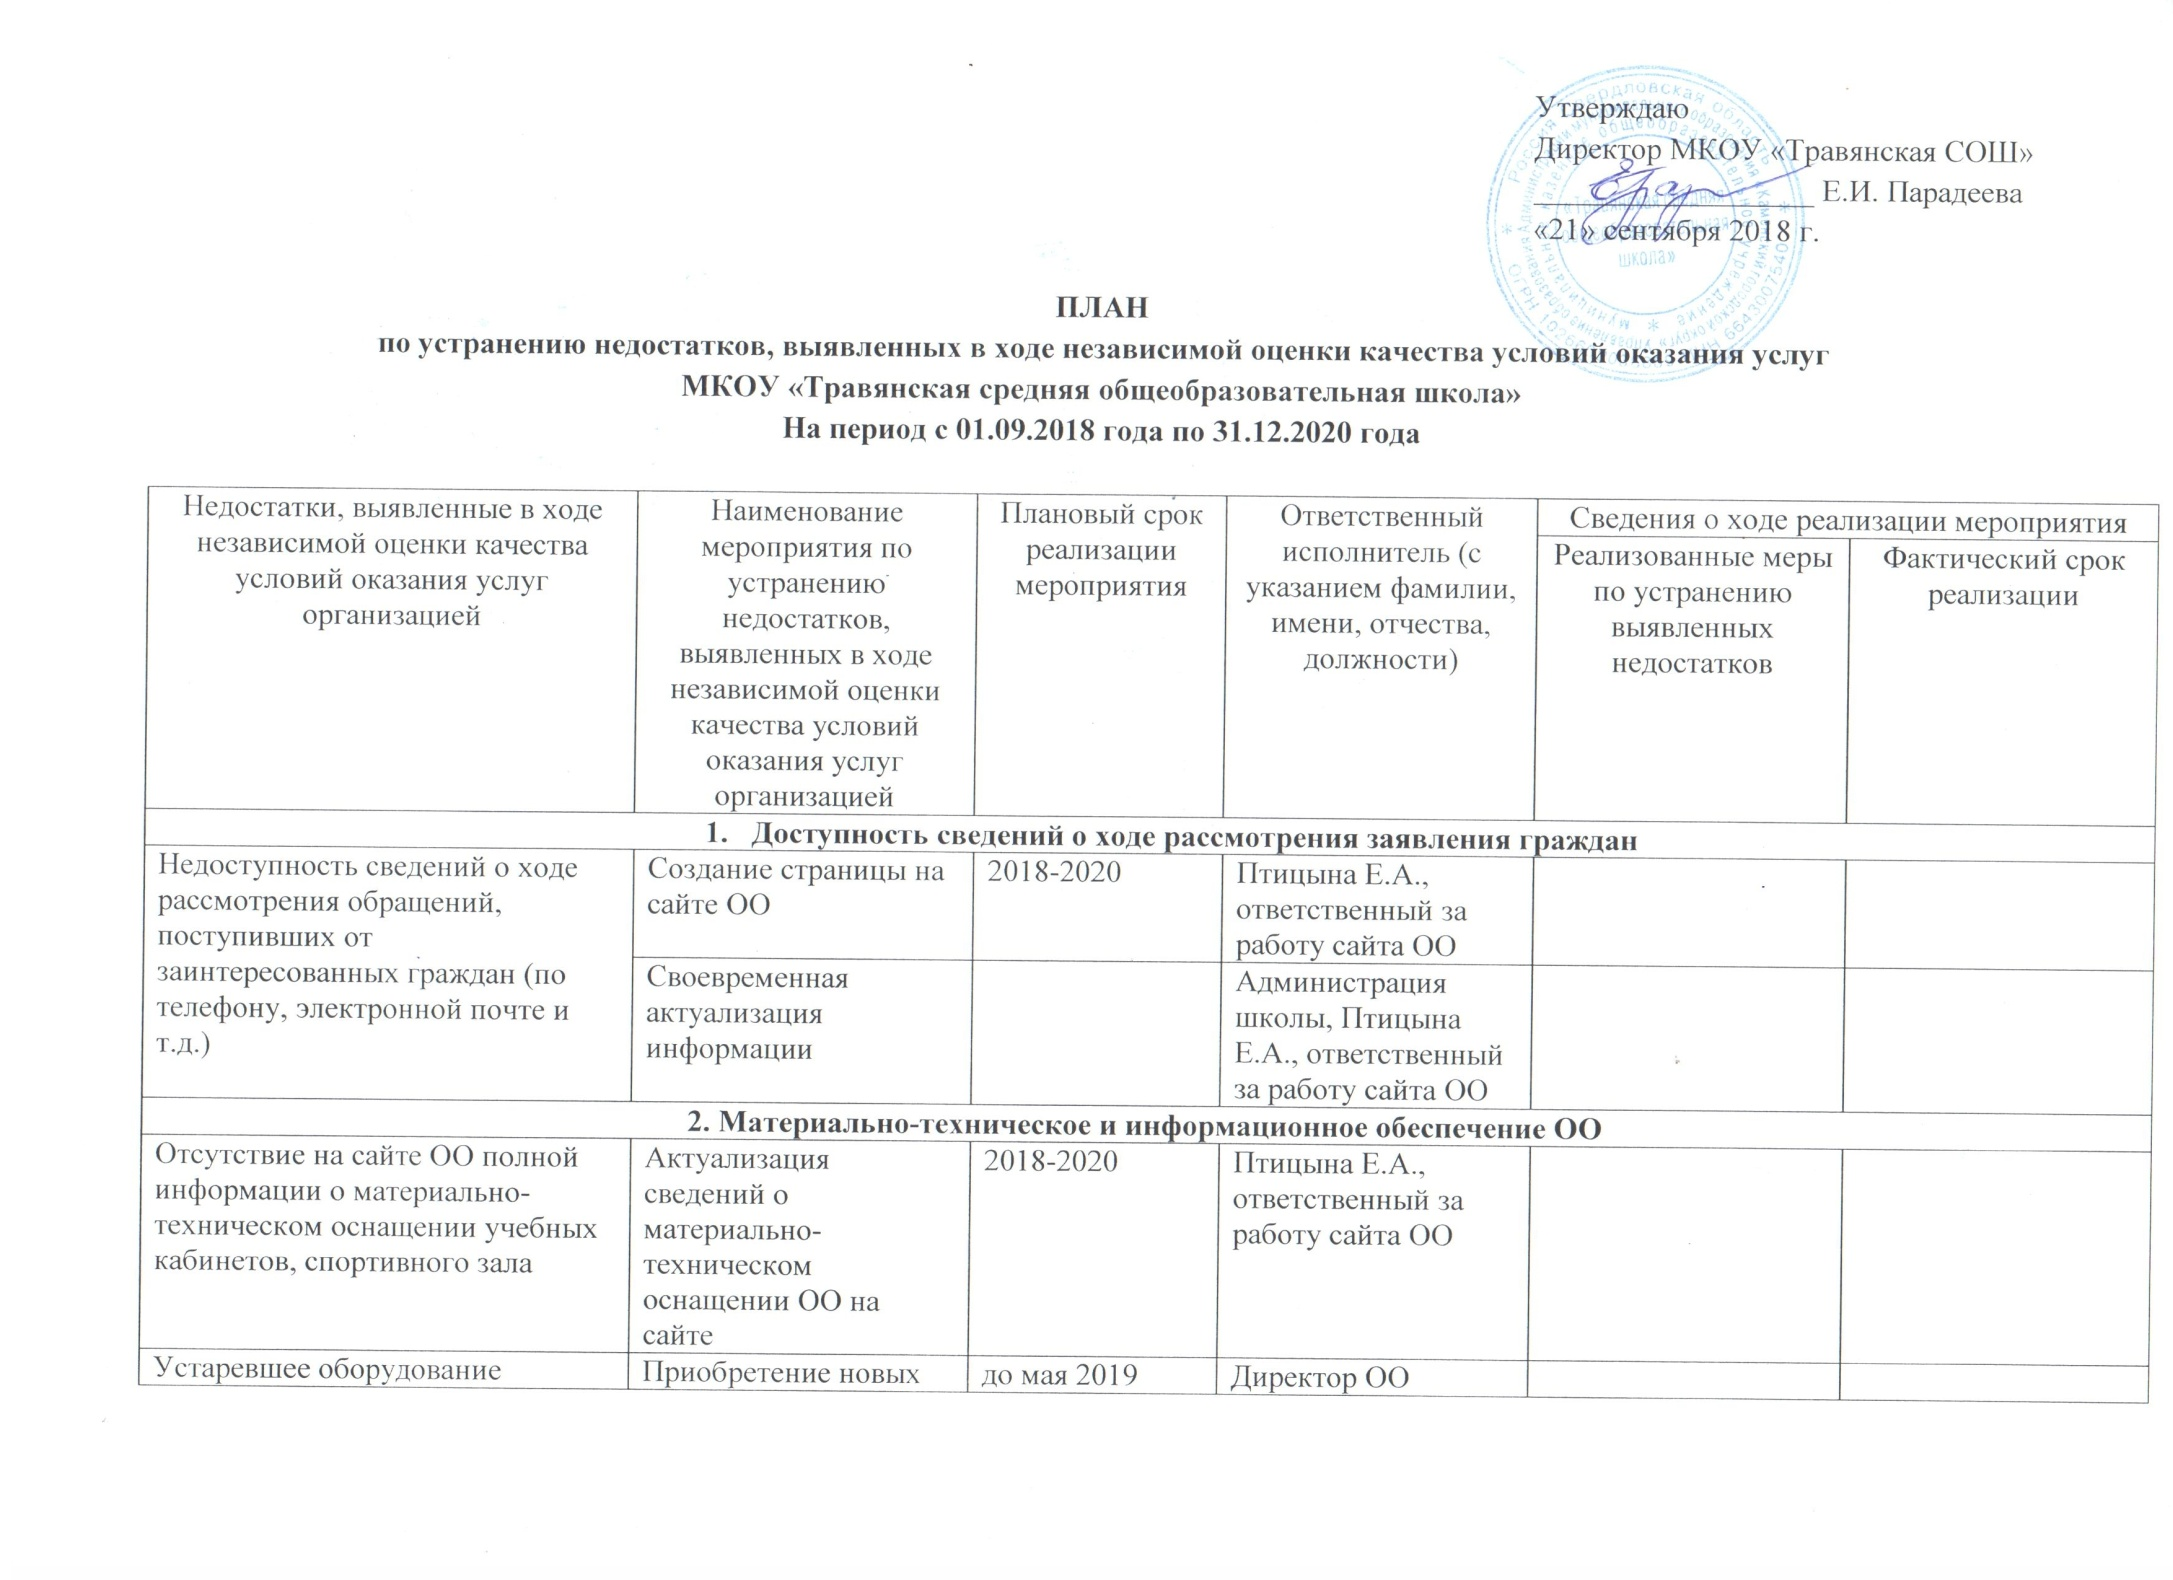 Утверждаю
Директор МКОУ «Травянская СОШ»
Е.И. Парадеева
«21» сентября 2018 г.
школа»
ПЛАН
по устранению недостатков, выявленных в ходе независимой оценки качества условий оказания услуг
МКОУ «Травянская средняя общеобразовательная школа»
На период с 01.09.2018 года по 31.12.2020 года
Недостатки, выявленные в ходе
независимой оценки качества
условий оказания услуг
организацией
Наименование
мероприятия по
устранению
недостатков,
выявленных в ходе
независимой оценки
качества условий
оказания услуг
организацией
Плановый срок
реализации
мероприятия
Ответственный
исполнитель (с
указанием фамилии,
имени, отчества,
должности)
Сведения о ходе реализации мероприятия
Реализованные меры
по устранению
выявленных
недостатков
Фактический срок
реализации
1. Доступность сведений о ходе рассмотрения заявления граждан
Недоступность сведений о ходе
рассмотрения обращений,
поступивших от
заинтересованных граждан (по
телефону, электронной почте и
т.д.)
Создание страницы на
сайте ОО
2018-2020
Птицына Е.А.,
ответственный за
работу сайта ОО
Своевременная
актуализация
информации
Администрация
школы, Птицына
Е.А., ответственный
за работу сайта ОО
2. Материально-техническое и информационное обеспечение ОО
Отсутствие на сайте ОО полной
информации о материально-
техническом оснащении учебных
кабинетов, спортивного зала
Актуализация
сведений о
материально-
техническом
оснащении ОО на
сайте
2018-2020
Птицына Е.А.,
ответственный за
работу сайта ОО
Устаревшее оборудование
Приобретение новых
до мая 2019
Директор ОО